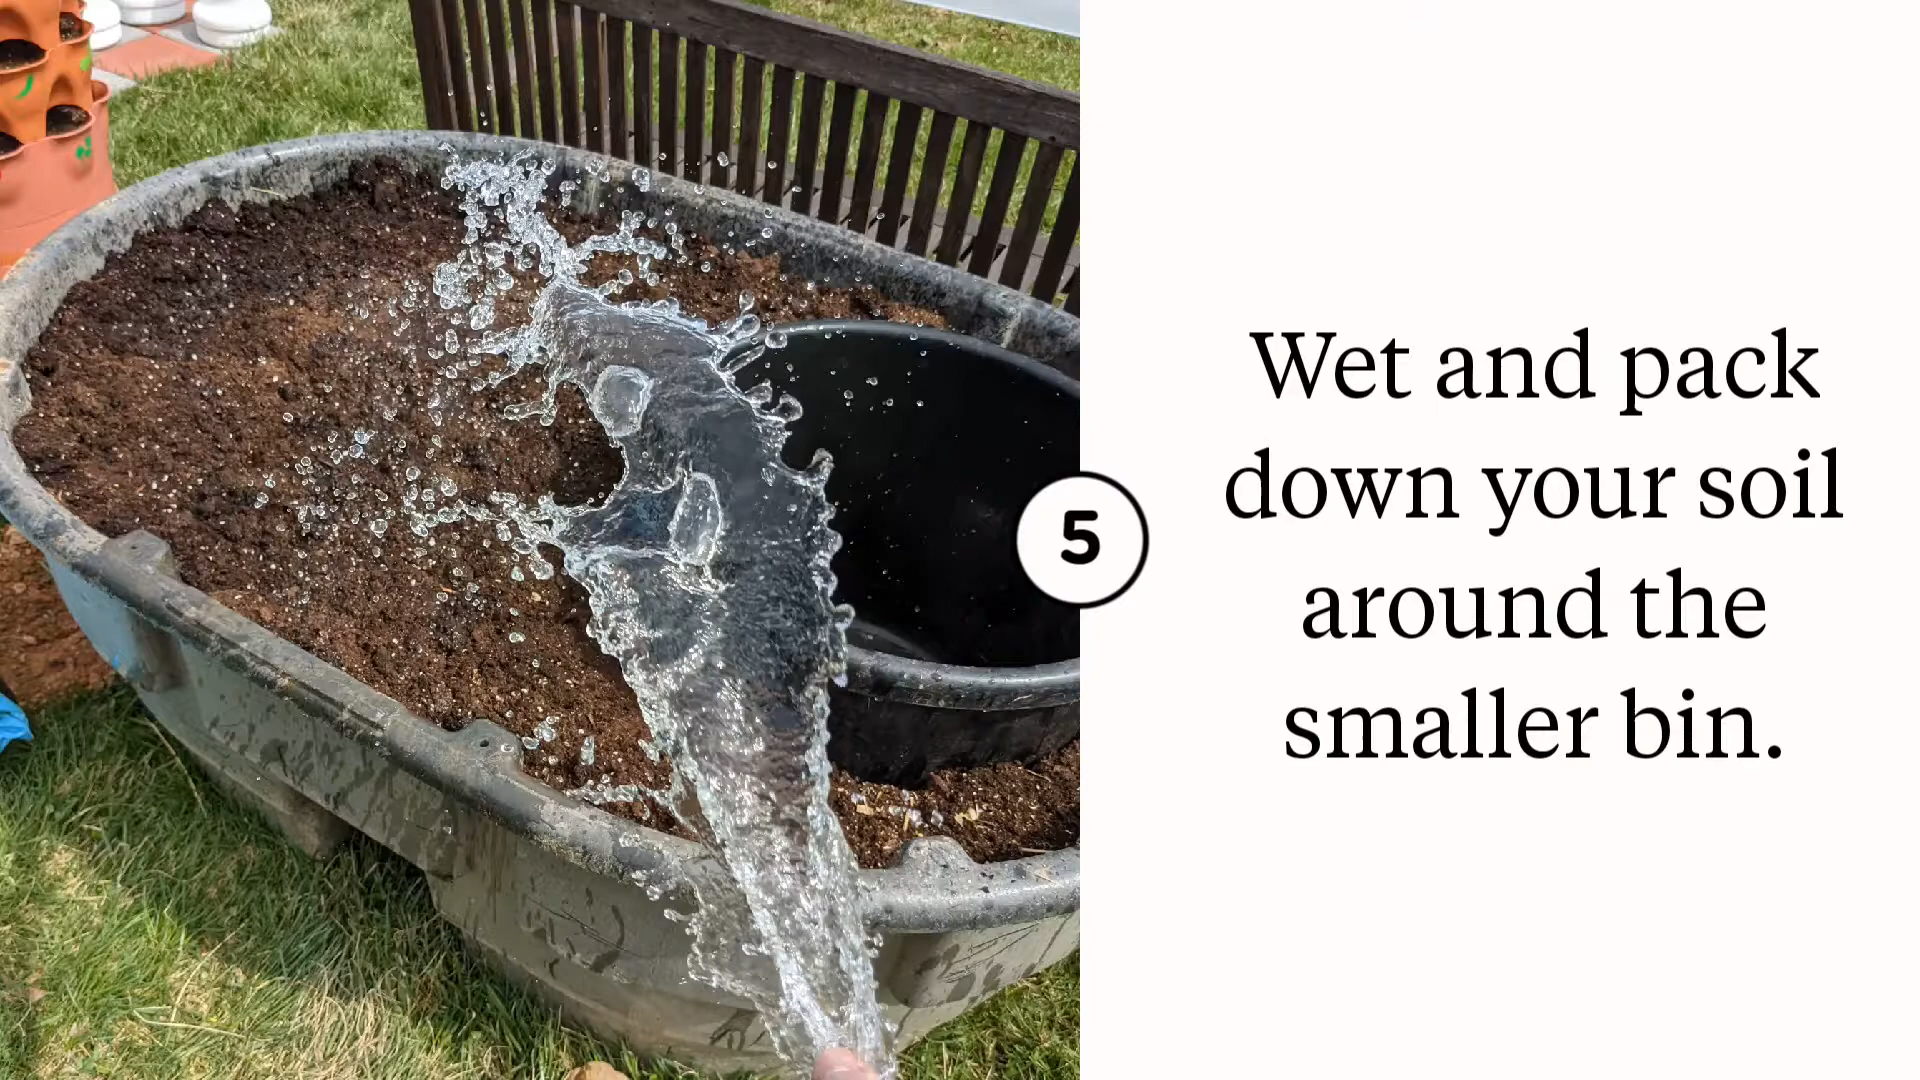 5
Wet and pack
down your soil
around the
smaller bin.